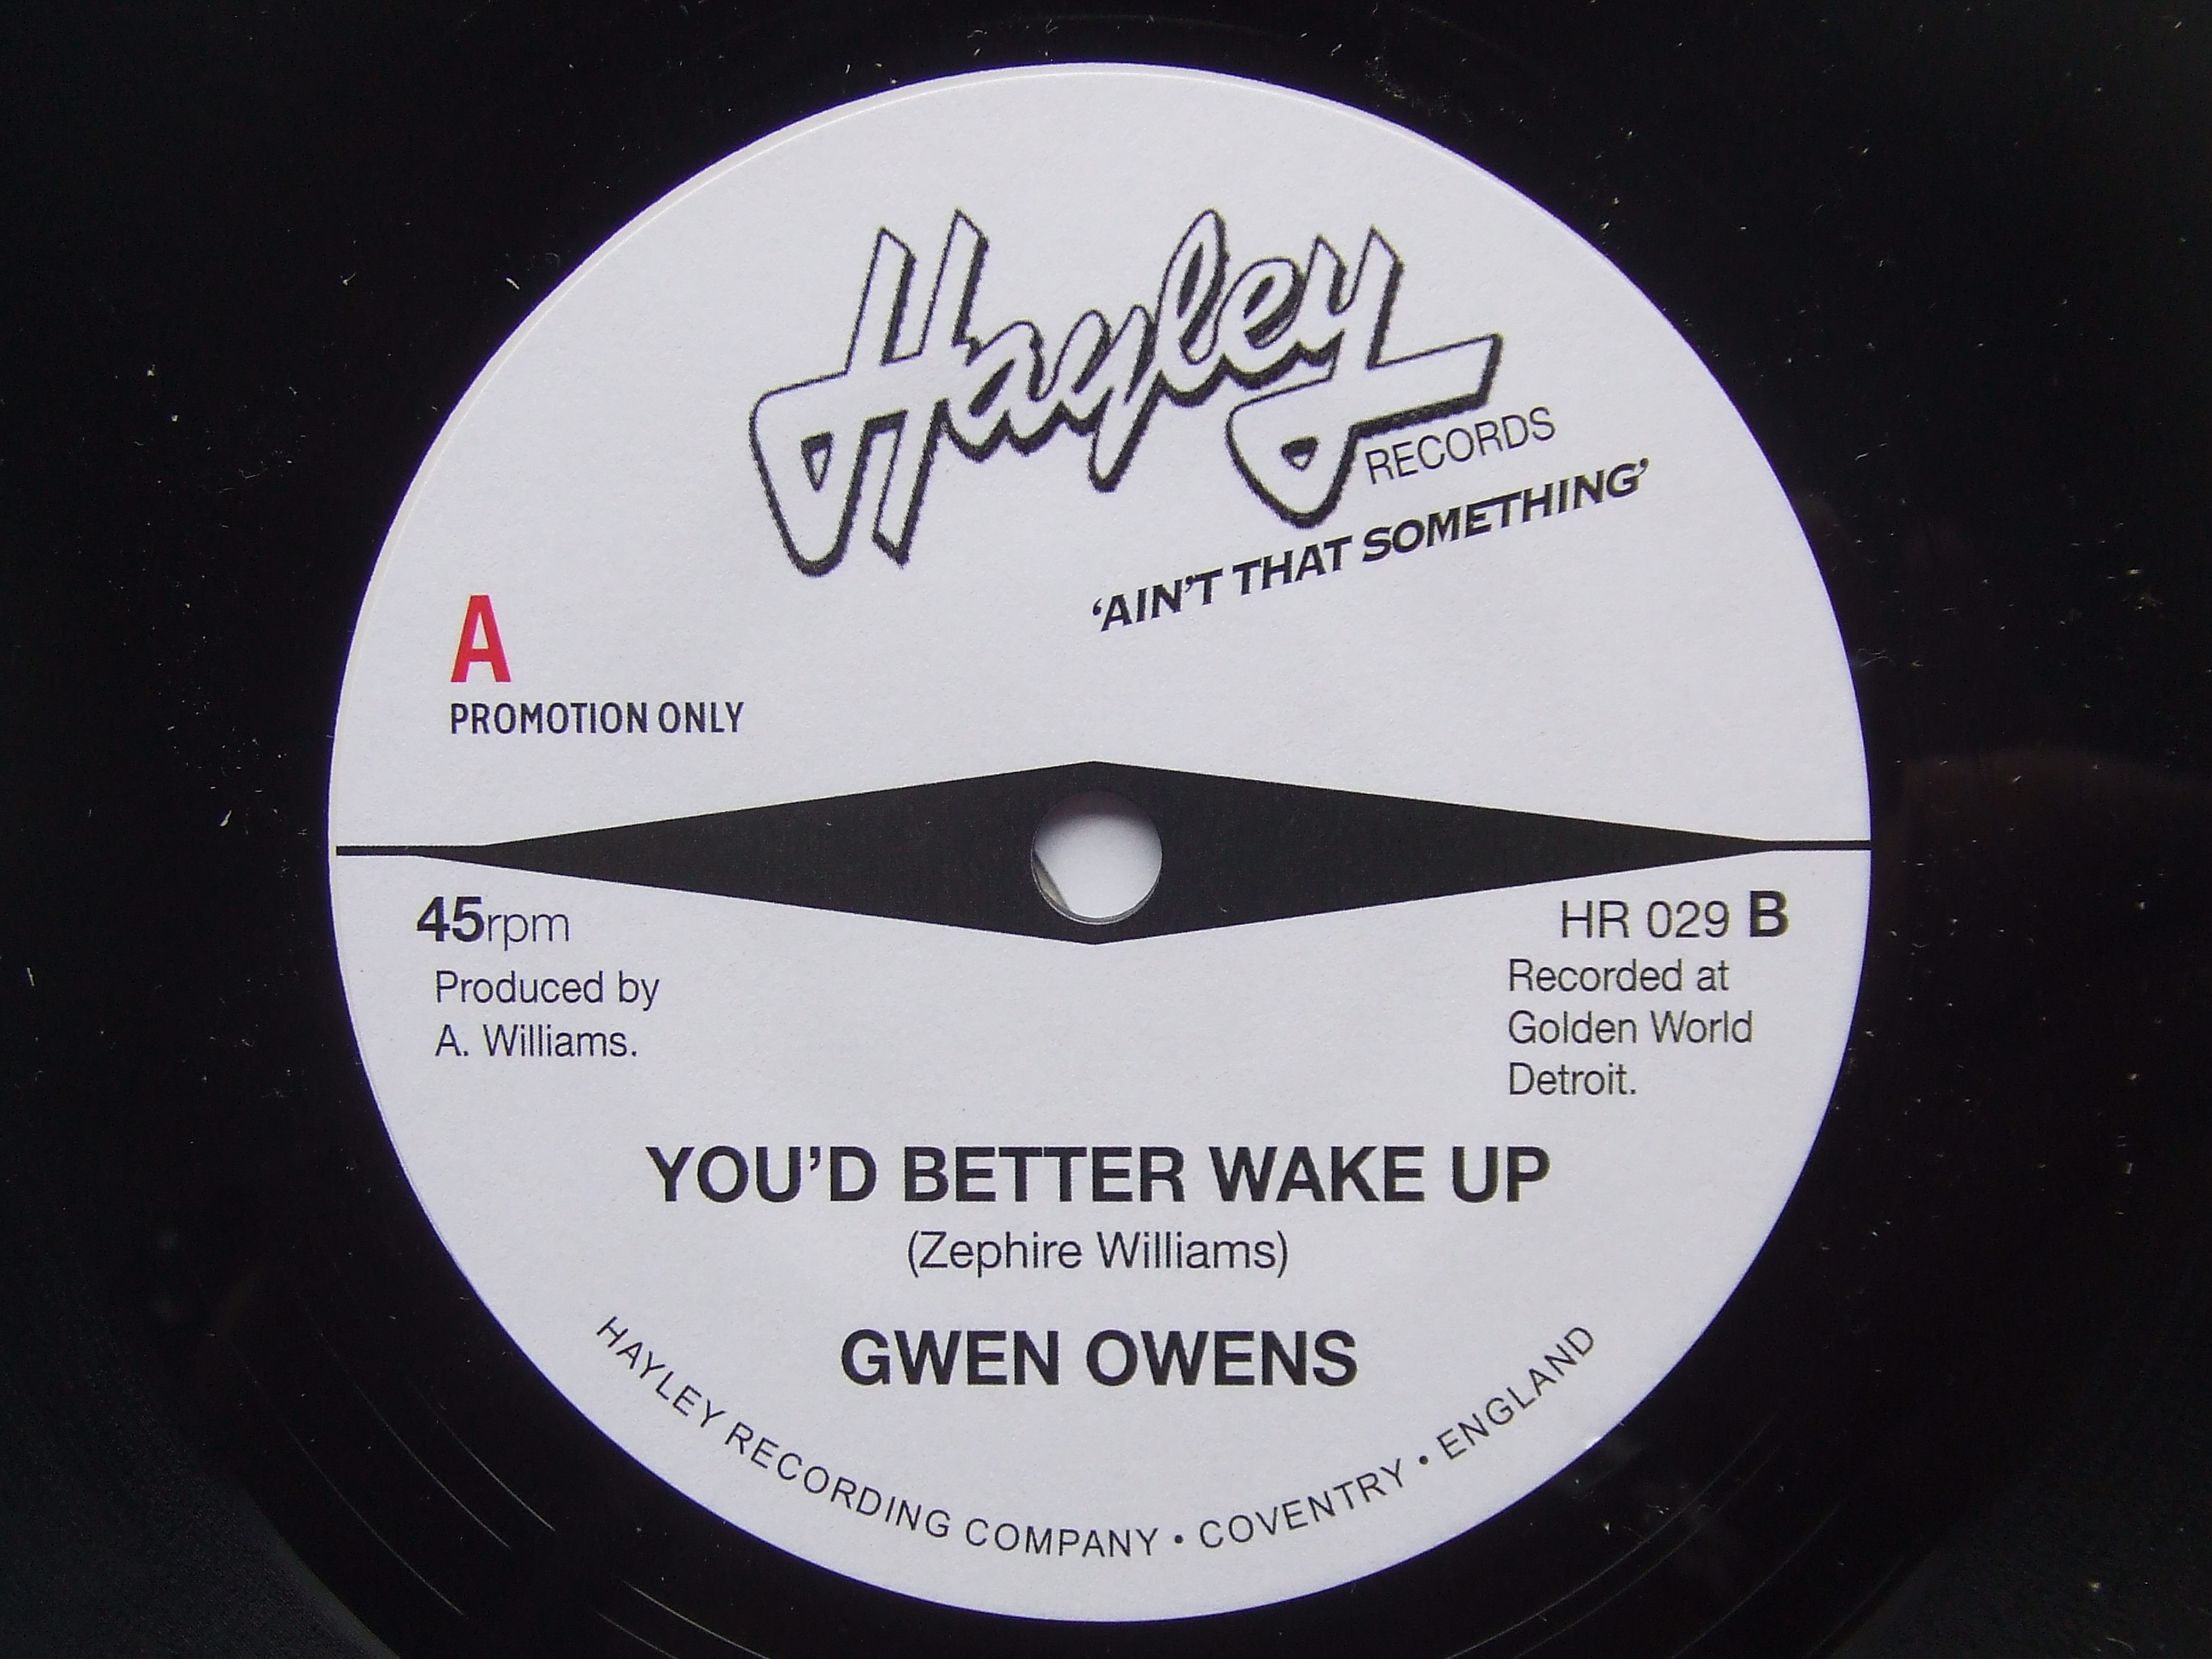 Hayley
RECORDS
‘AIN’T THAT SOMETHING’
A
PROMOTION ONLY
45rpm
Produced by
A. Williams.
HR 029 B
Recorded at
Golden World
Detroit.
YOU’D BETTER WAKE UP
(Zephire Williams)
GWEN OWENS
HAYLEY RECORDING COMPANY • COVENTRY • ENGLAND